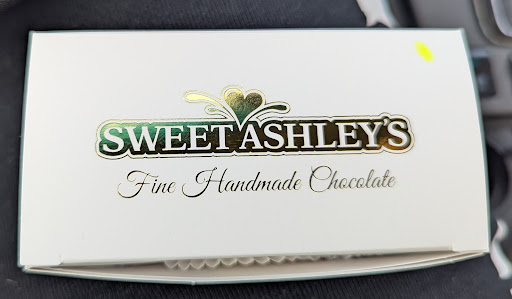 SWEET ASHLEY'S
Fine Handmade Chocolate